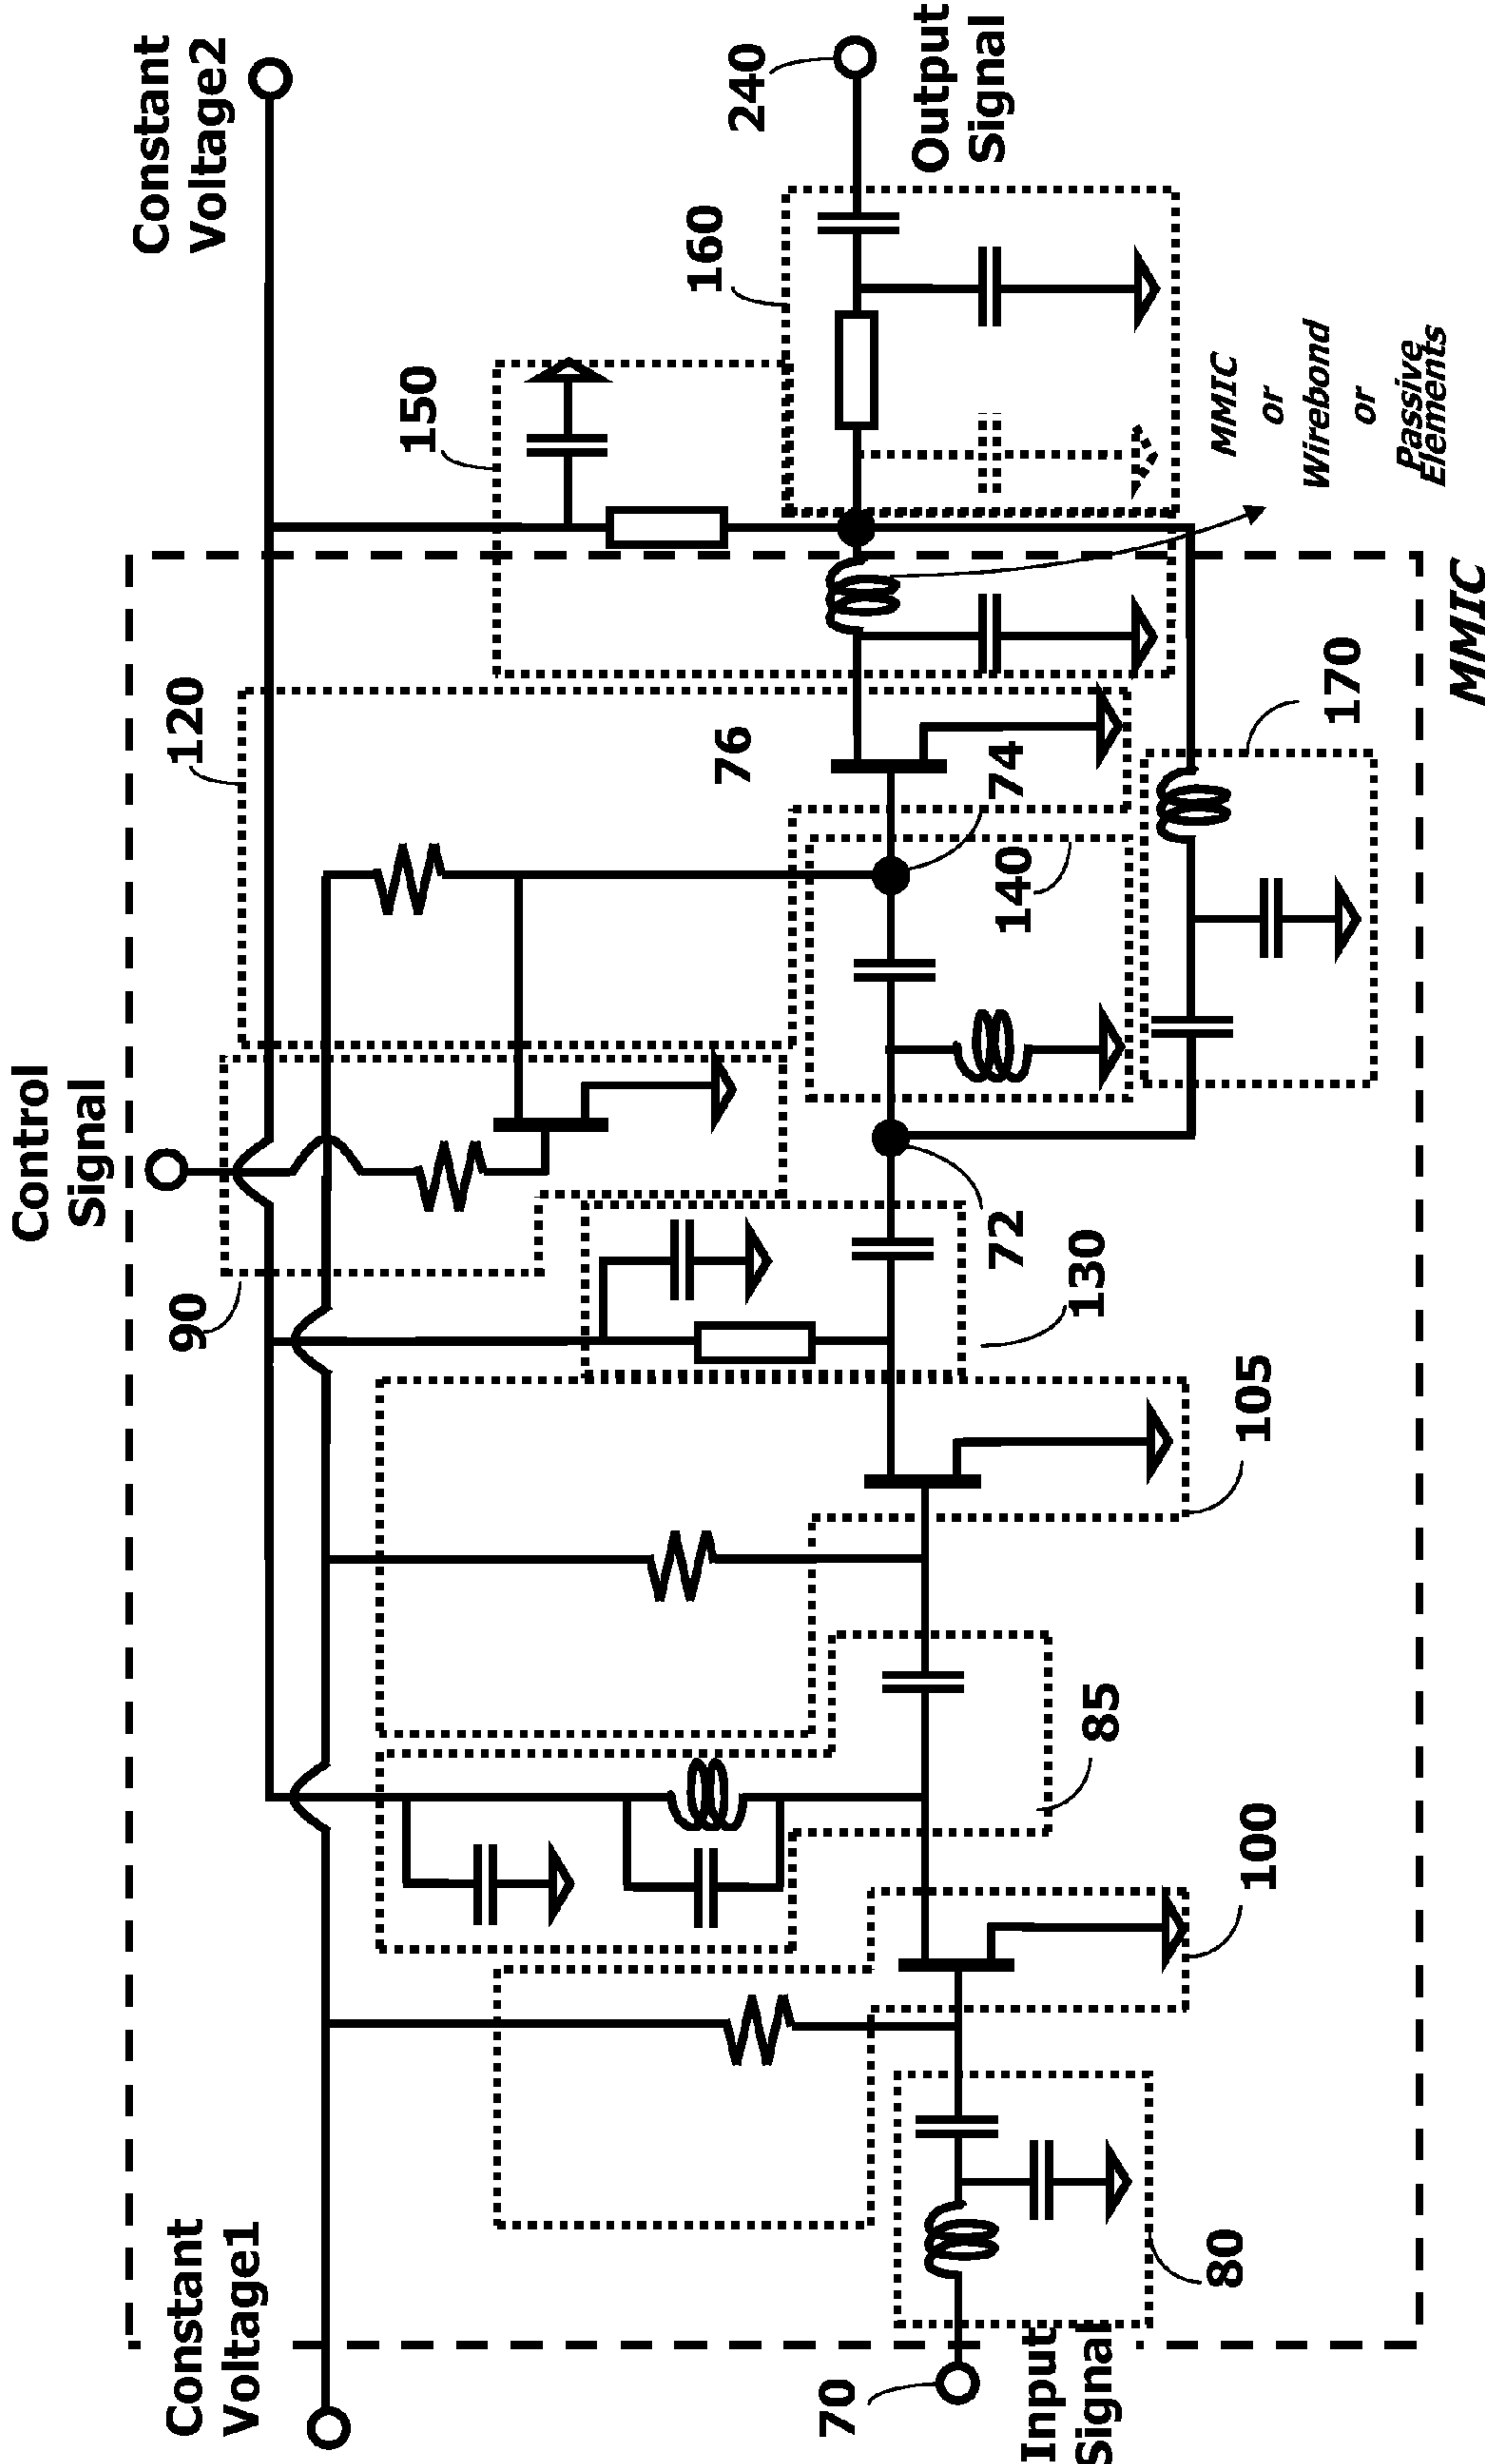 Constant
Voltage1
Control
Signal
Constant
Voltage2
90
120
150
160
240
Output
Signal
76
74
140
72
130
105
170
85
100
80
70
Input
Signal
MMIC
or
Wirebond
or
Passive
Elements
MMIC